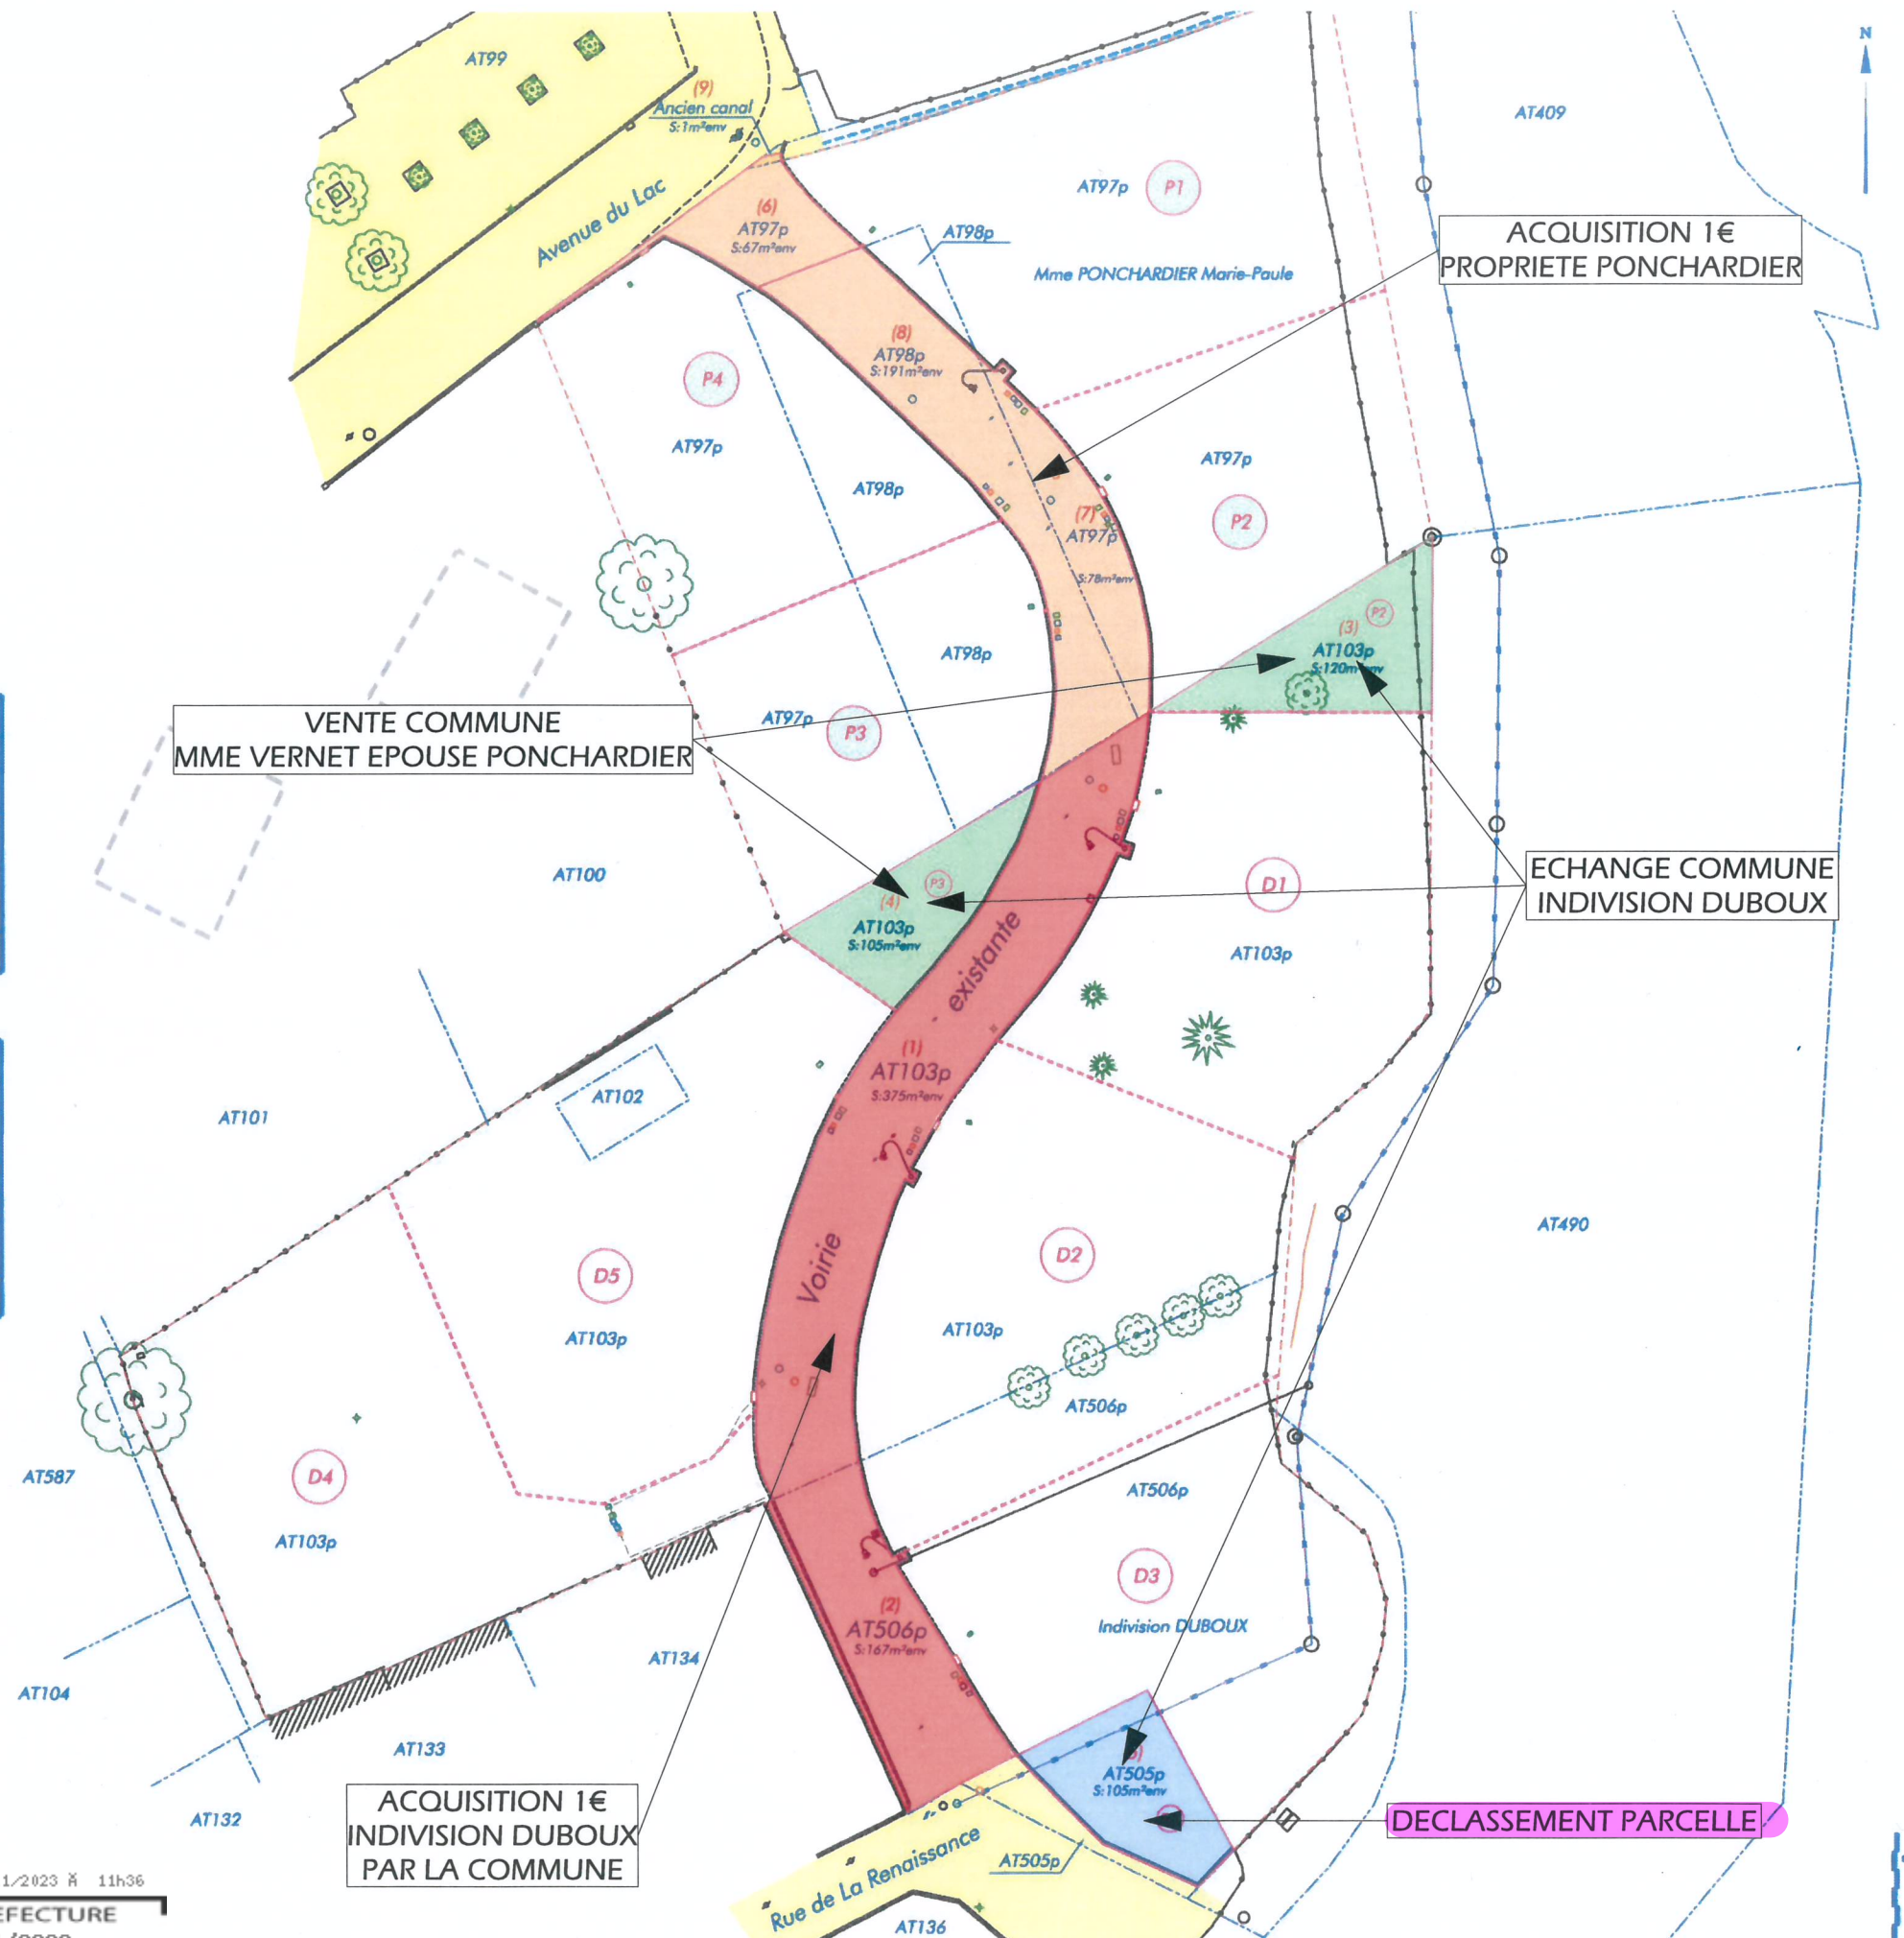 AT99
(9)
Ancien canal
S:1m²env
N
AT409
Avenue du Lac
(6)
AT97p
S:67m²env
AT97p
P1
AT98p
Mme PONCHARDIER Marie-Paule
ACQUISITION 1€
PROPRIETE PONCHARDIER
(8)
AT98p
S:191m²env
P4
AT97p
AT98p
AT97p
P2
(7)
AT97p
S:78m²env
P2
(3)
AT103p
S:120m²env
AT98p
VENTE COMMUNE
MME VERNET EPOUSE PONCHARDIER
AT97p
P3
AT100
P3
(4)
AT103p
S:105m²env
D1
ECHANGE COMMUNE
INDIVISION DUBOUX
AT103p
existante
(1)
AT103p
S:375m²env
AT102
AT101
AT490
D2
D5
Voirie
AT103p
AT103p
AT506p
D4
AT587
AT506p
AT103p
D3
(2)
AT506p
S:167m²env
Indivision DUBOUX
AT134
AT104
AT133
AT505p
S:105m²env
AT132
ACQUISITION 1€
INDIVISION DUBOUX
PAR LA COMMUNE
DECLASSEMENT PARCELLE
Rue de La Renaissance
AT505p
AT136
1/2023 À 11h36
EFECTURE